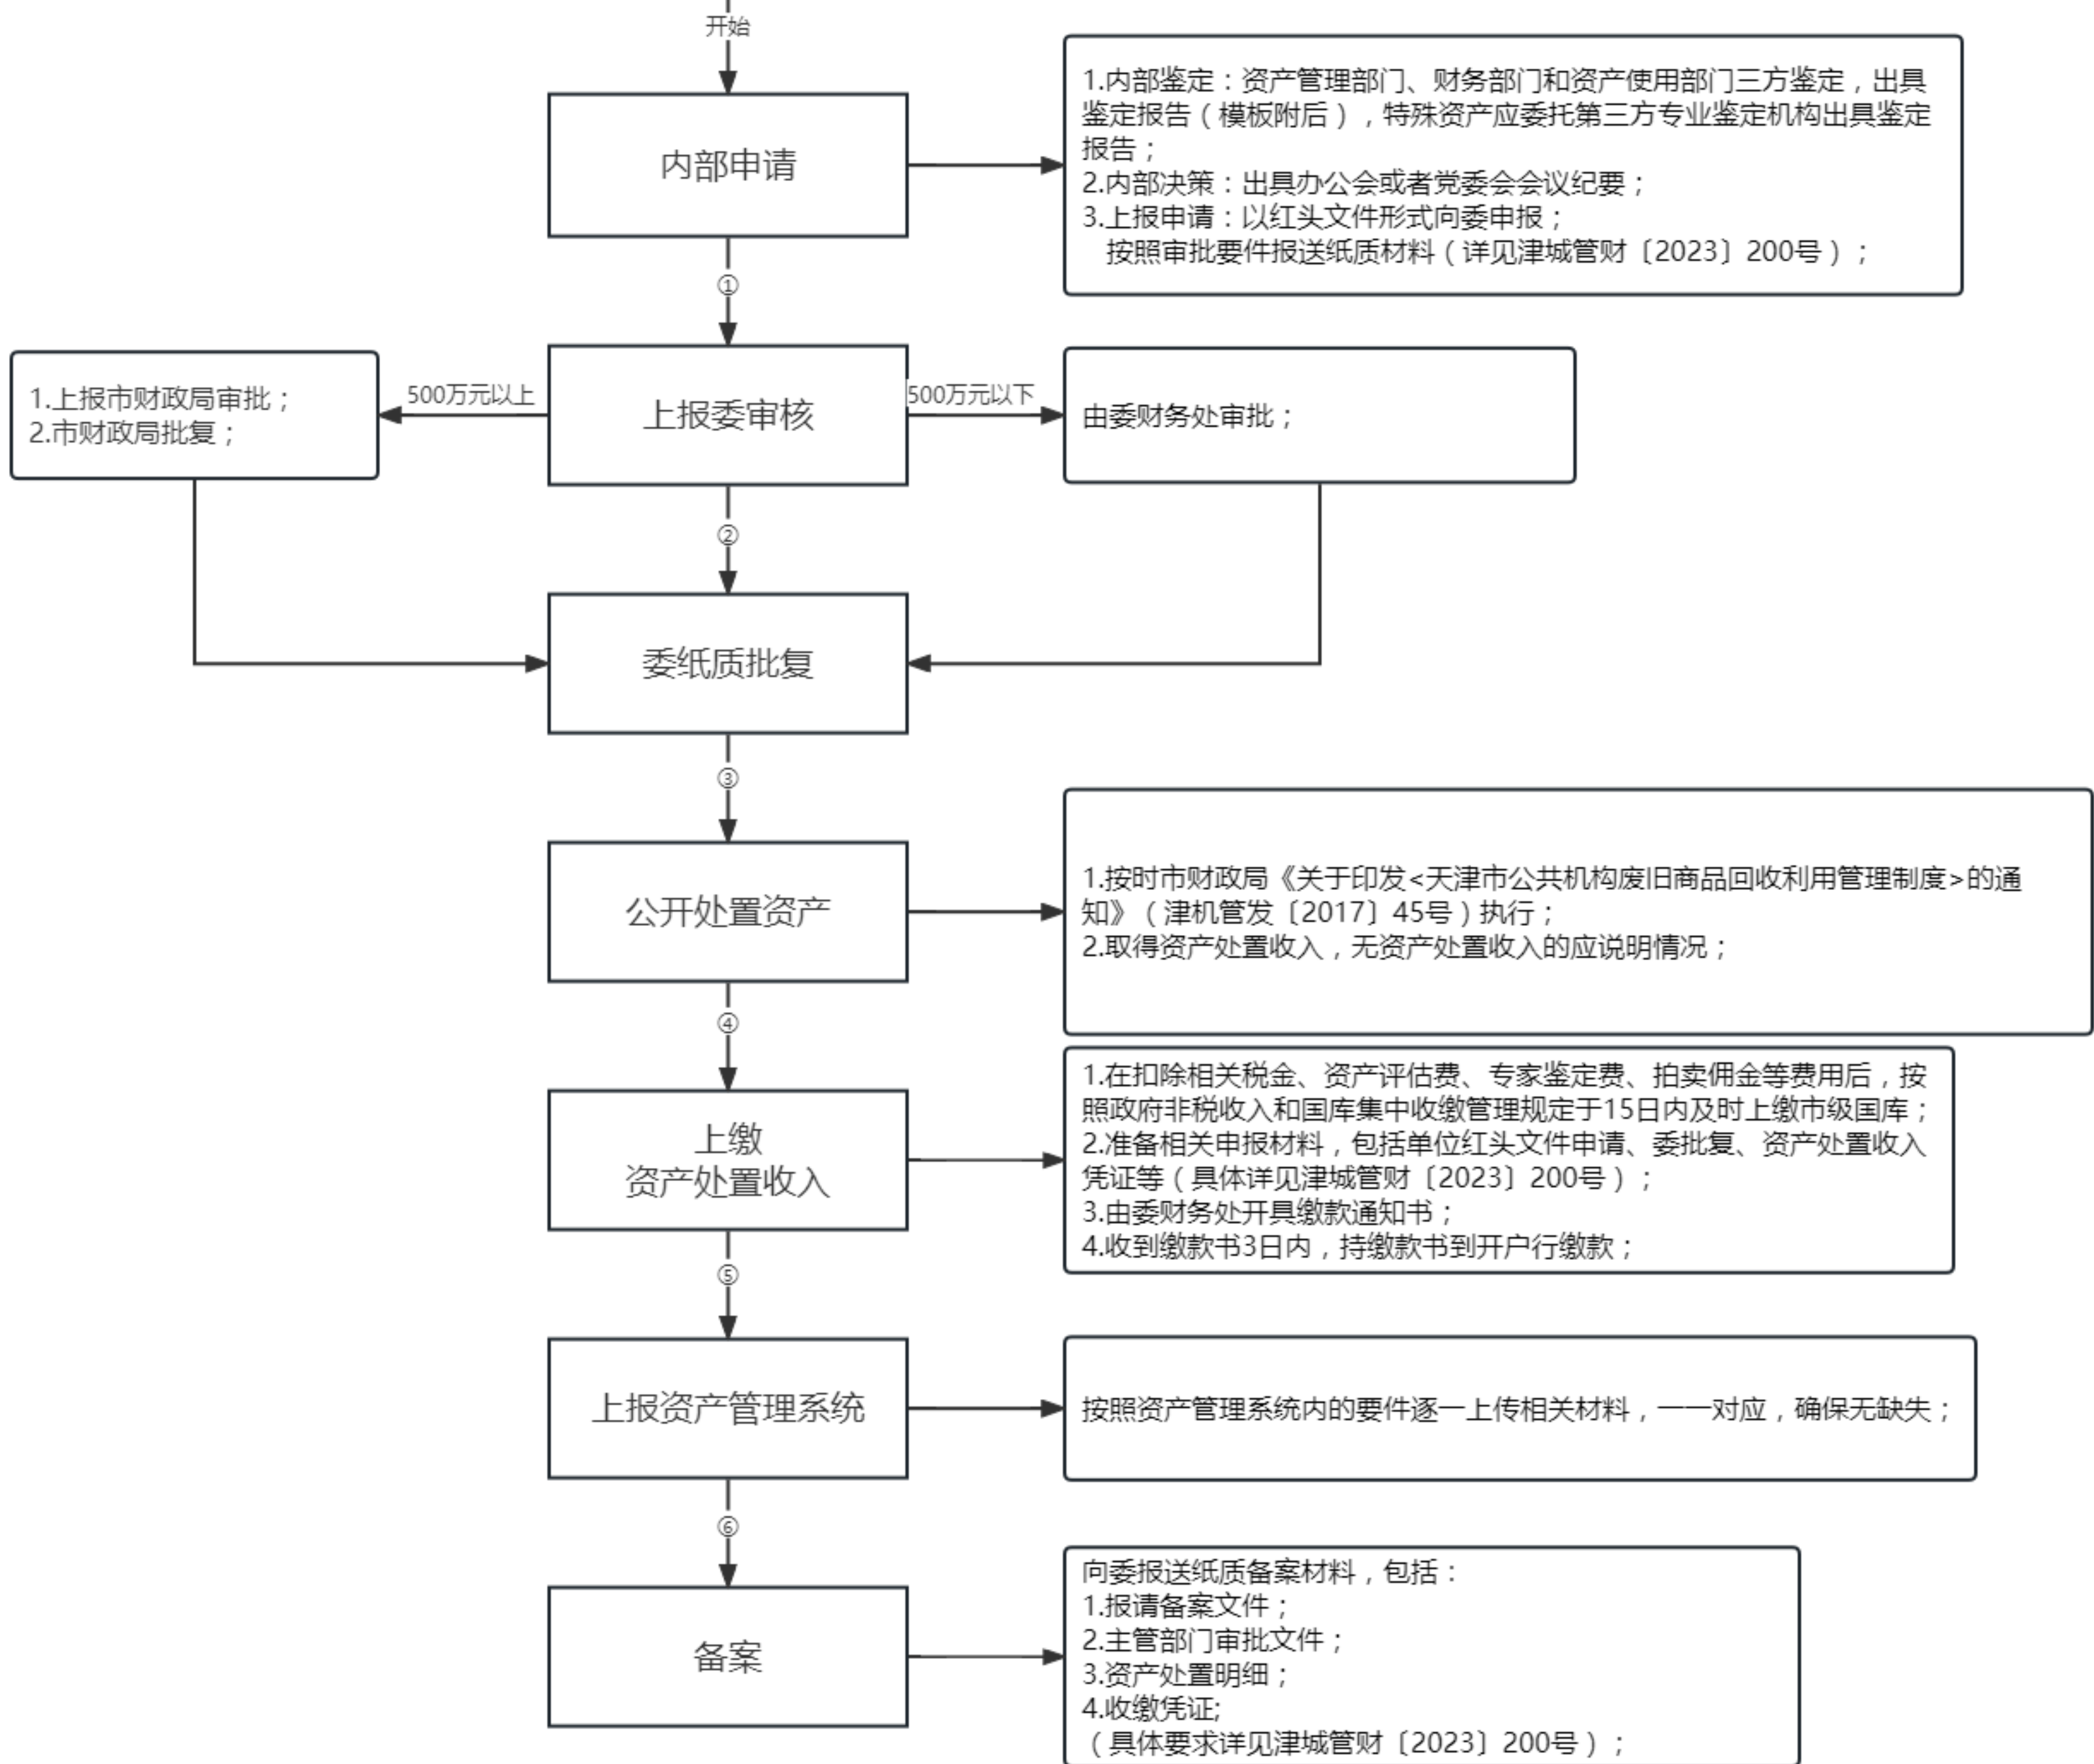 开始
内部申请
1.内部鉴定：资产管理部门、财务部门和资产使用部门三方鉴定，出具
鉴定报告（模板附后），特殊资产应委托第三方专业鉴定机构出具鉴定
报告；
2.内部决策：出具办公会或者党委会会议纪要；
3.上报申请：以红头文件形式向委申报；
按照审批要件报送纸质材料（详见津城管财〔2023〕200号）；
①
1.上报市财政局审批；
2.市财政局批复；
500万元以上
上报委审核
500万元以下
由委财务处审批；
②
委纸质批复
③
公开处置资产
1.按时市财政局《关于印发<天津市公共机构废旧商品回收利用管理制度>的通
知》（津机管发〔2017〕45号）执行；
2.取得资产处置收入，无资产处置收入的应说明情况；
④
上缴
资产处置收入
1.在扣除相关税金、资产评估费、专家鉴定费、拍卖佣金等费用后，按
照政府非税收入和国库集中收缴管理规定于15日内及时上缴市级国库；
2.准备相关申报材料，包括单位红头文件申请、委批复、资产处置收入
凭证等（具体详见津城管财〔2023〕200号）；
3.由委财务处开具缴款通知书；
4.收到缴款书3日内，持缴款书到开户行缴款；
⑤
上报资产管理系统
按照资产管理系统内的要件逐一上传相关材料，一一对应，确保无缺失；
⑥
备案
向委报送纸质备案材料，包括：
1.报请备案文件；
2.主管部门审批文件；
3.资产处置明细；
4.收缴凭证;
（具体要求详见津城管财〔2023〕200号）；